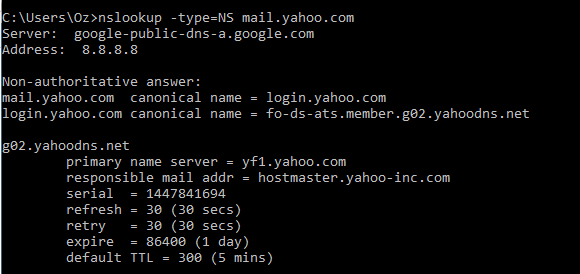 C:\Users\Oz>nslookup -type=NS mail.yahoo.com
Server:  google-public-dns-a.google.com
Address:  8.8.8.8
Non-authoritative answer:
mail.yahoo.com  canonical name = login.yahoo.com
login.yahoo.com canonical name = fo-ds-ats.member.g02.yahoodns.net
g02.yahoodns.net
        primary name server = yf1.yahoo.com
        responsible mail addr = hostmaster.yahoo-inc.com
        serial  = 1447841694
        refresh = 30 (30 secs)
        retry   = 30 (30 secs)
        expire  = 86400 (1 day)
        default TTL = 300 (5 mins)